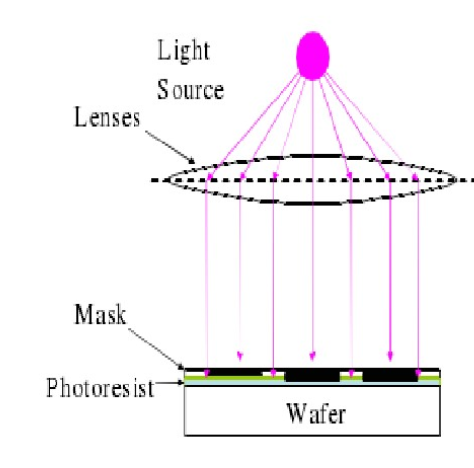 Light
Source
Lenses
Mask
Photoresist
Wafer